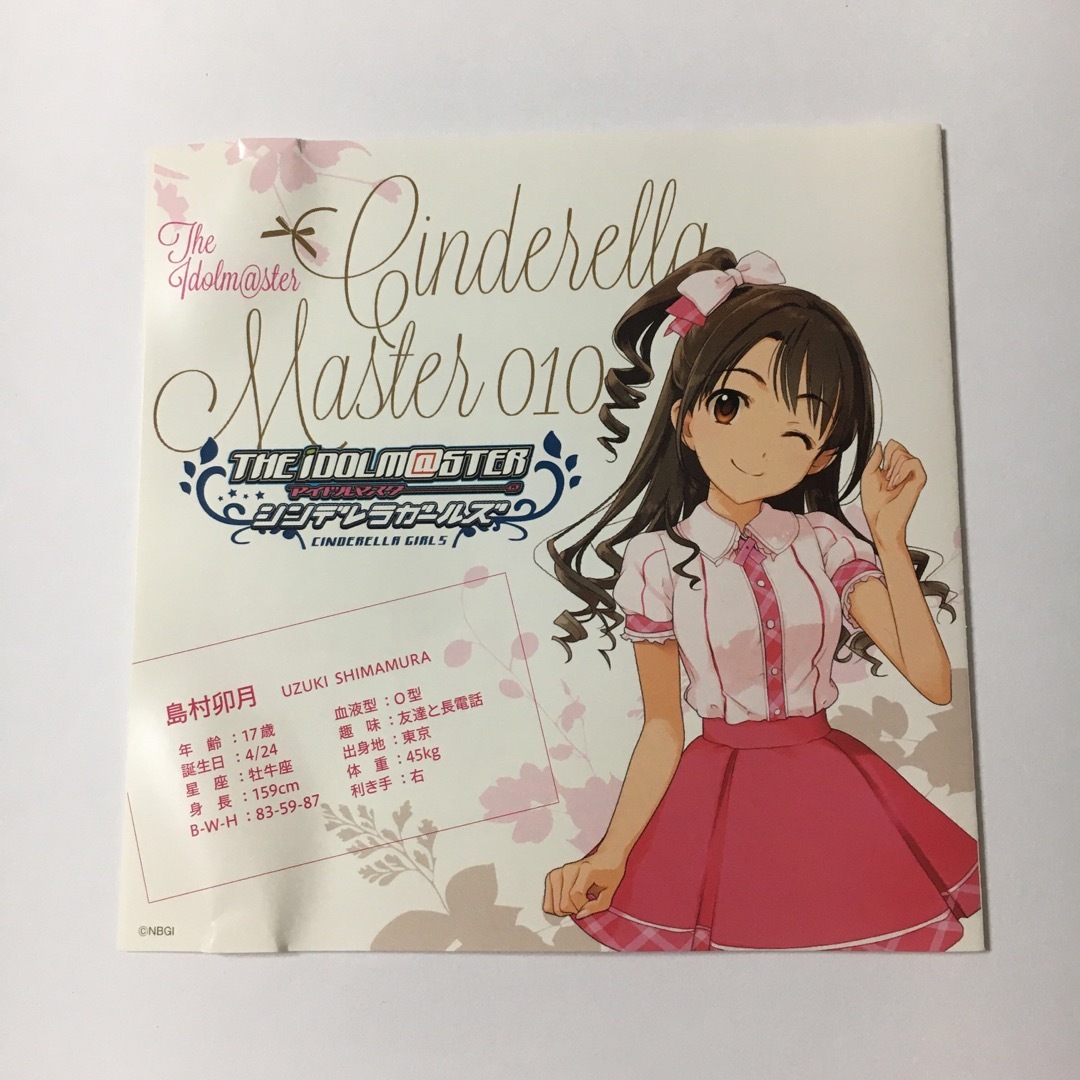 The
Idolm@ster
Cinderella
Master 010
THE iDOLM@STER
アイドルマスター
シンデレラガールズ
CINDERELLA GIRLS
島村卯月 UZUKI SHIMAMURA
年 齢：17歳
誕生日：4/24
星 座：牡牛座
身 長：159cm
B-W-H：83-59-87
血液型：O型
趣 味：友達と長電話
出身地：東京
体 重：45kg
利き手：右
©NBGI